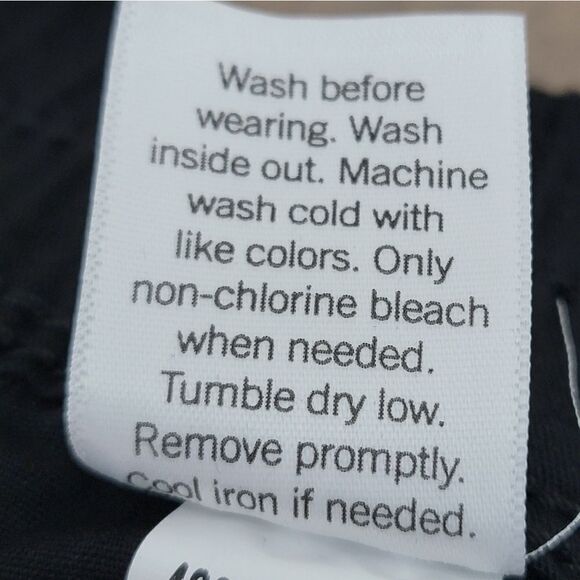 Wash before
wearing. Wash
inside out. Machine
wash cold with
like colors. Only
non-chlorine bleach
when needed.
Tumble dry low.
Remove promptly.
Cool iron if needed.